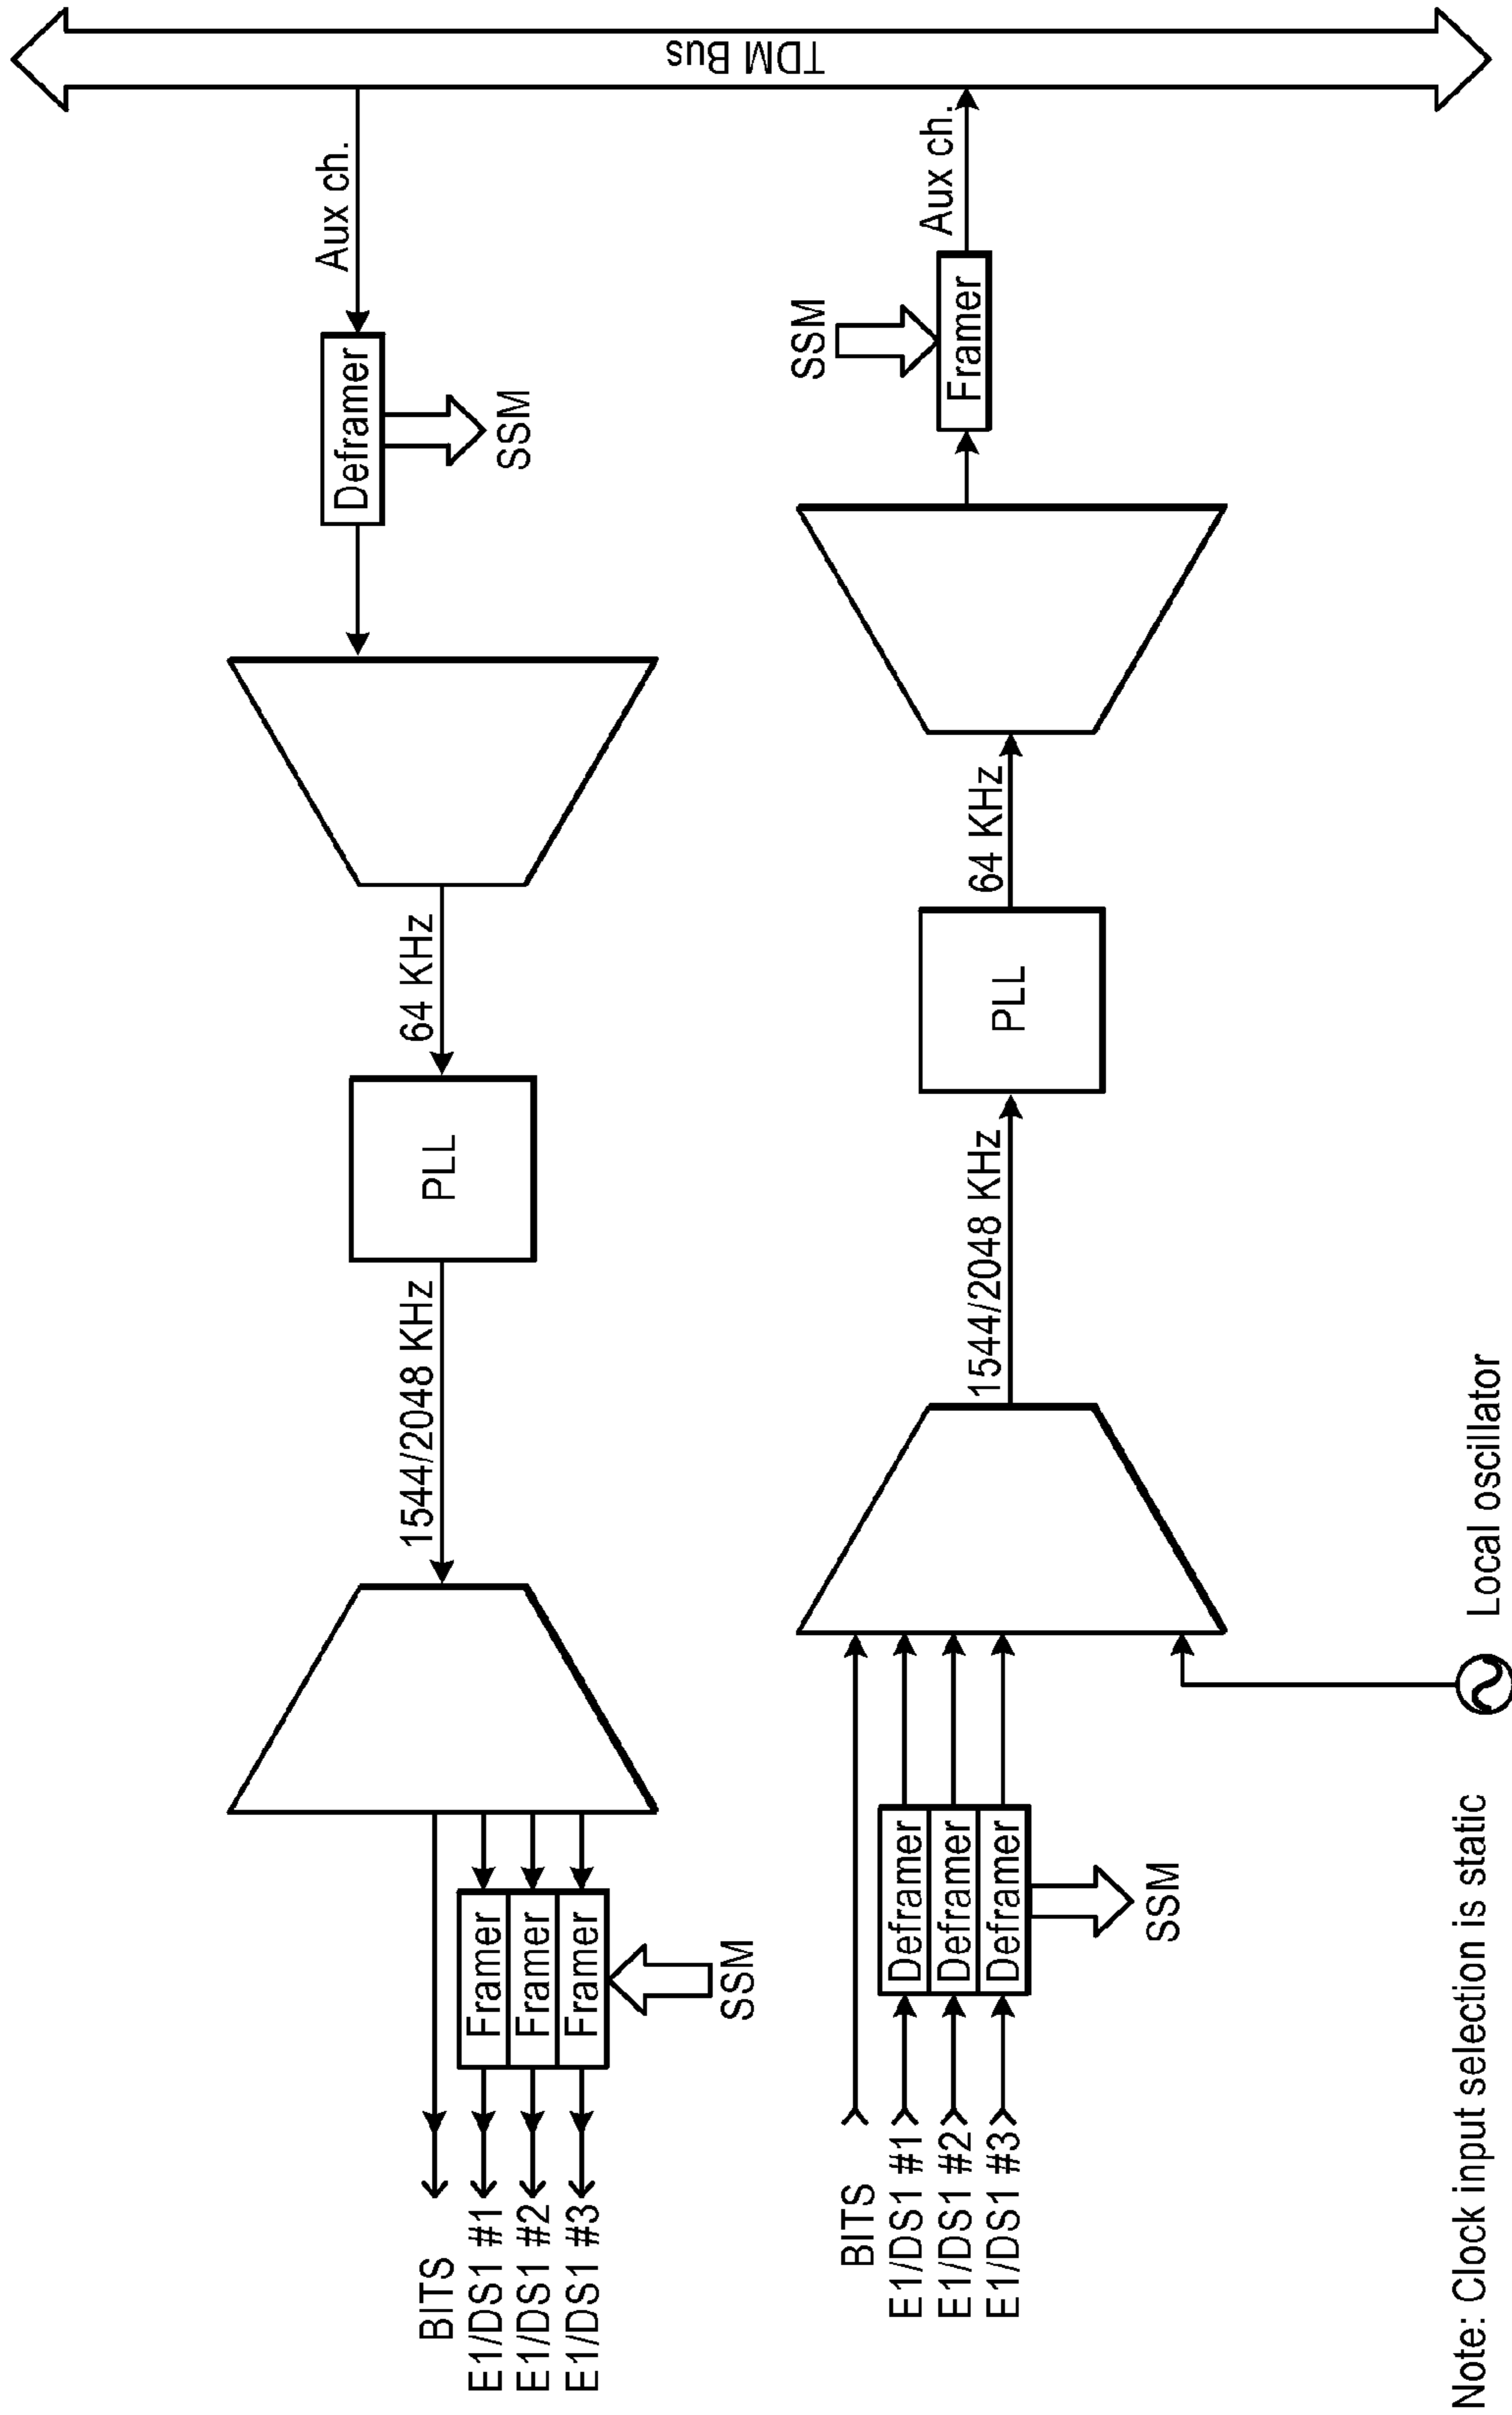 TDM Bus
Aux ch.
Deframer
SSM
64 KHz
PLL
1544/2048 KHz
Framer
Framer
Framer
SSM
BITS
E1/DS1 #1
E1/DS1 #2
E1/DS1 #3
Aux ch.
SSM
Framer
64 KHz
PLL
1544/2048 KHz
Deframer
Deframer
Deframer
SSM
BITS
E1/DS1 #1
E1/DS1 #2
E1/DS1 #3
Local oscillator
Note: Clock input selection is static